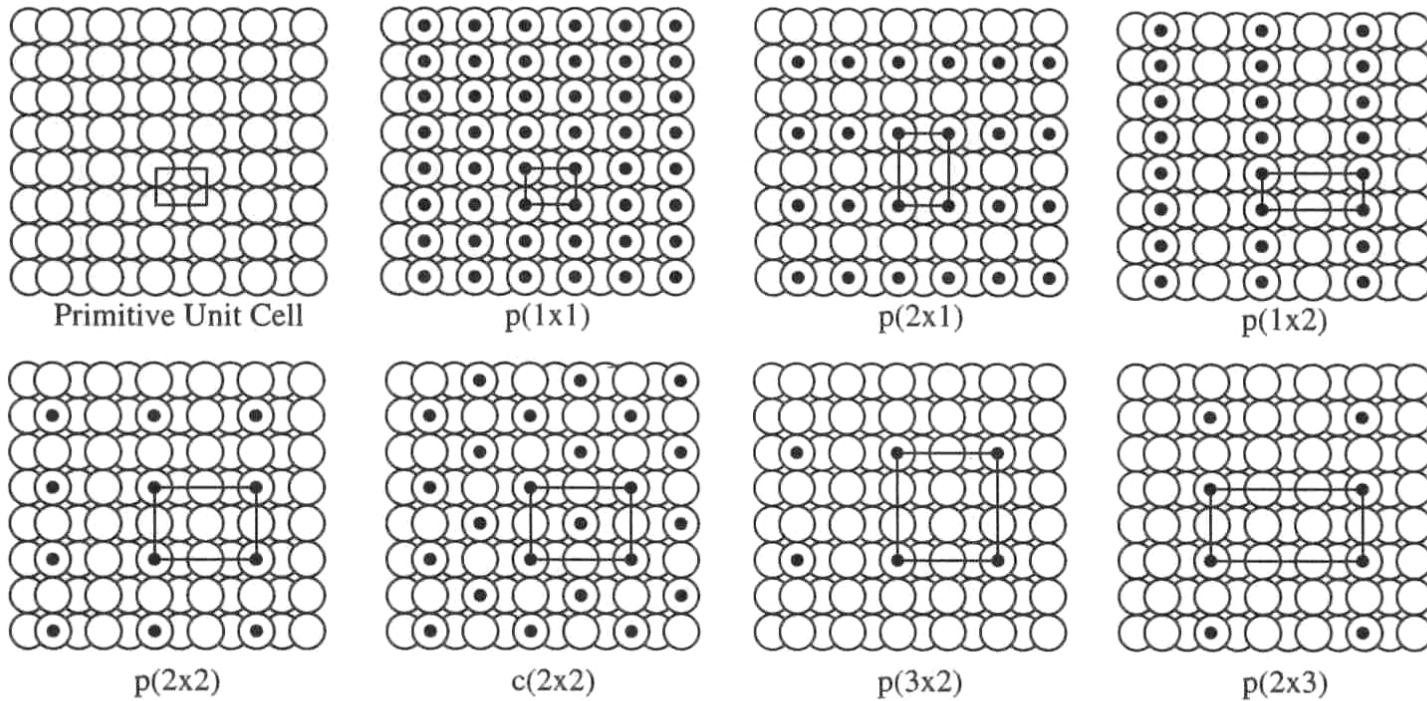 Primitive Unit Cell
p(1x1)
p(2x1)
p(1x2)
p(2x2)
c(2x2)
p(3x2)
p(2x3)